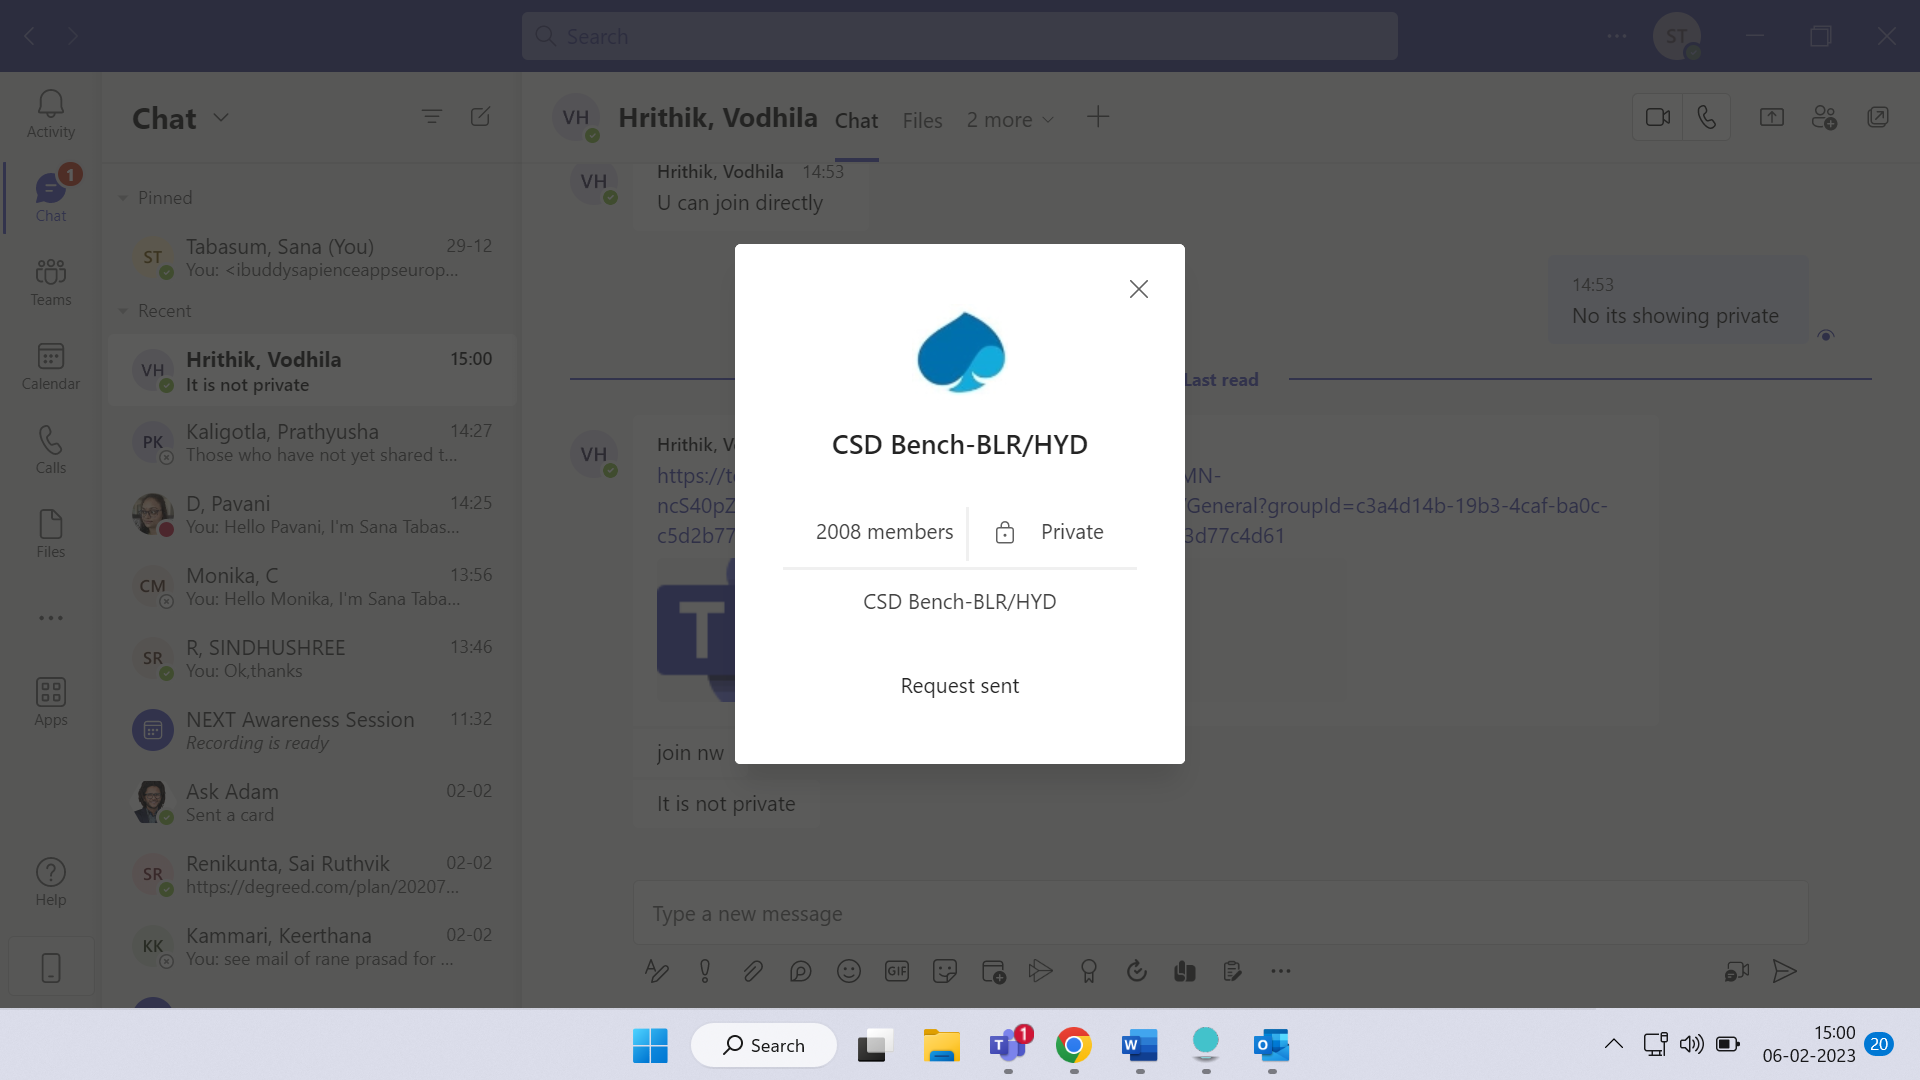 Search
ST
Activity
1
Chat
Teams
Calendar
Calls
Files
Apps
Help
Chat
Pinned
ST
Tabasum, Sana (You) 29-12
You: <ibuddysapienceappseurop...
Recent
VH
Hrithik, Vodhila 15:00
It is not private
PK
Kaligotla, Prathyusha 14:27
Those who have not yet shared t...
D, Pavani 14:25
You: Hello Pavani, I'm Sana Tabas...
CM
Monika, C 13:56
You: Hello Monika, I'm Sana Taba...
SR
R, SINDHUSHREE 13:46
You: Ok,thanks
NEXT Awareness Session 11:32
Recording is ready
Ask Adam 02-02
Sent a card
SR
Renikunta, Sai Ruthvik 02-02
https://degreed.com/plan/20207...
KK
Kammari, Keerthana 02-02
You: see mail of rane prasad for ...
VH Hrithik, Vodhila Chat Files 2 more
VH
Hrithik, Vodhila 14:53
U can join directly
14:53
No its showing private
Last read
VH
Hrithik, V
https://t
MN-
ncS40pZ
/General?groupId=c3a4d14b-19b3-4caf-ba0c-
c5d2b77
3d77c4d61
T
join nw
It is not private
CSD Bench-BLR/HYD
2008 members Private
CSD Bench-BLR/HYD
Request sent
Type a new message
GIF
Search
T
1
W
O
15:00
06-02-2023
20